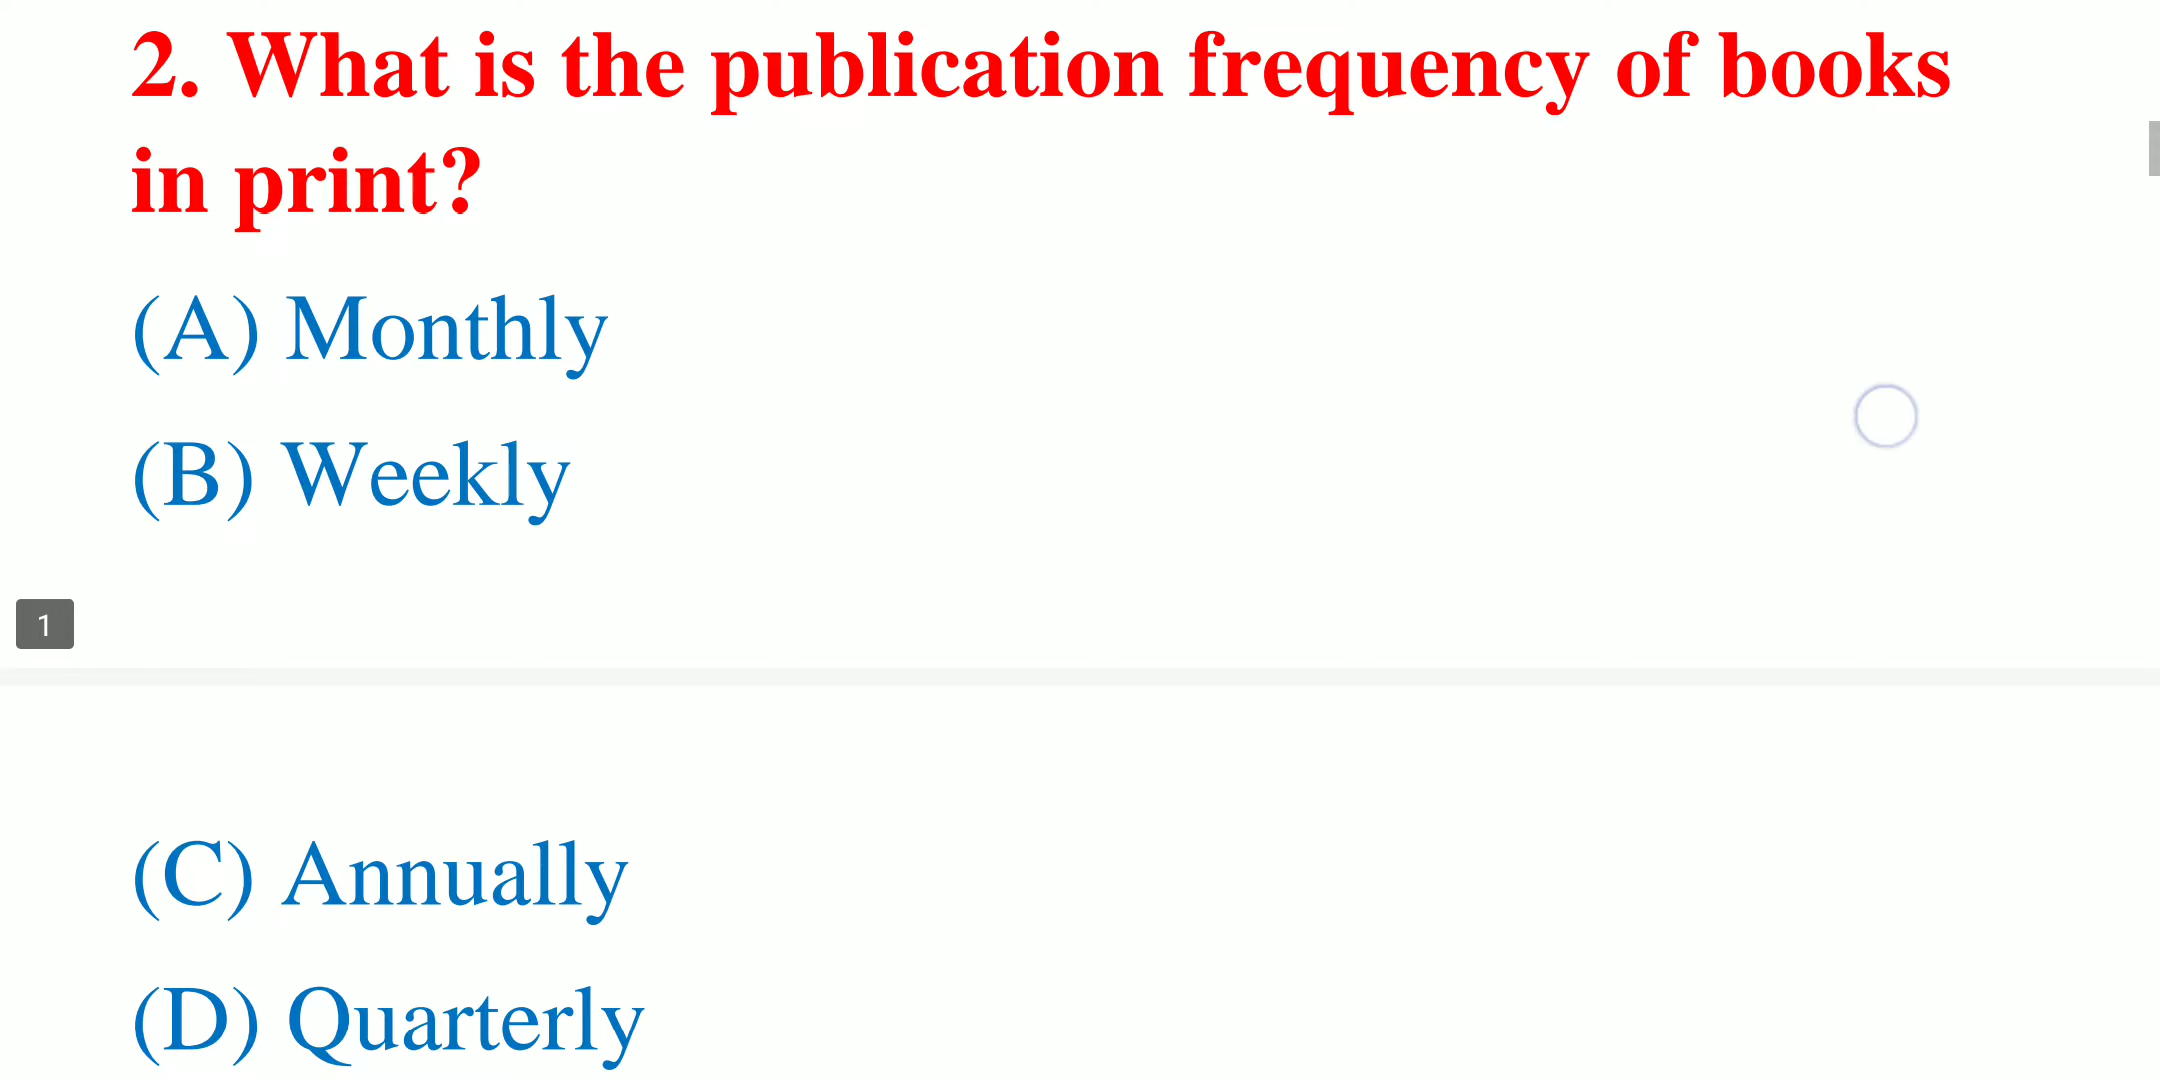 2. What is the publication frequency of books
in print?
(A) Monthly
(B) Weekly
1
(C) Annually
(D) Quarterly